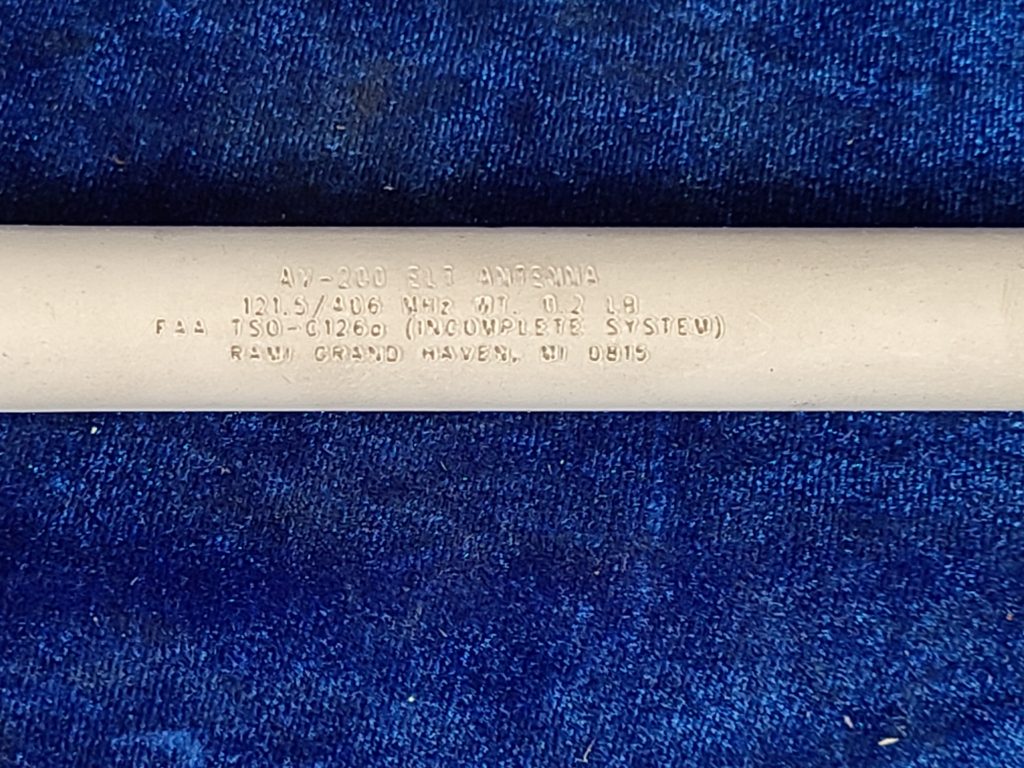 AV-200 ELT ANTENNA
121.5/406 MHz WT. 0.2 LB
FAA TSO-C126a (INCOMPLETE SYSTEM)
RAMI GRAND HAVEN, MI 0815